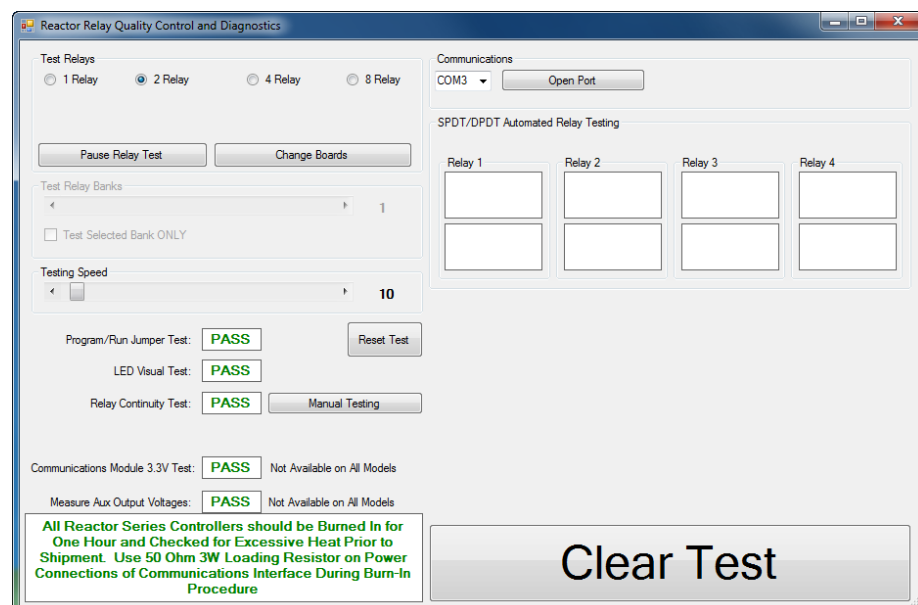 Reactor Relay Quality Control and Diagnostics
Test Relays
1 Relay 2 Relay 4 Relay 8 Relay
Pause Relay Test Change Boards
Test Relay Banks
1
Test Selected Bank ONLY
Testing Speed
10
Program/Run Jumper Test: PASS Reset Test
LED Visual Test: PASS
Relay Continuity Test: PASS Manual Testing
Communications Module 3.3V Test: PASS Not Available on All Models
Measure Aux Output Voltages: PASS Not Available on All Models
All Reactor Series Controllers should be Burned In for
One Hour and Checked for Excessive Heat Prior to
Shipment. Use 50 Ohm 3W Loading Resistor on Power
Connections of Communications Interface During Burn-In
Procedure
Communications
COM3 Open Port
SPDT/DPDT Automated Relay Testing
Relay 1 Relay 2 Relay 3 Relay 4
Clear Test